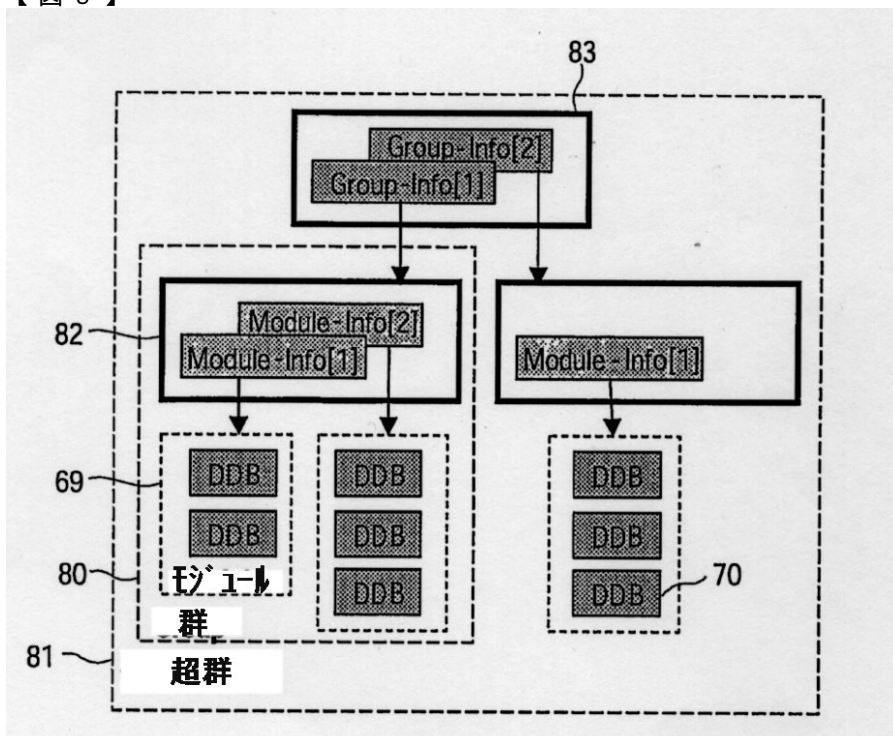 83
Group-Info[2]
Group-Info[1]
82
Module-Info[2]
Module-Info[1]
Module-Info[1]
69
DDB
DDB
DDB
DDB
DDB
DDB
DDB
DDB
70
80
モジュール
群
81
超群